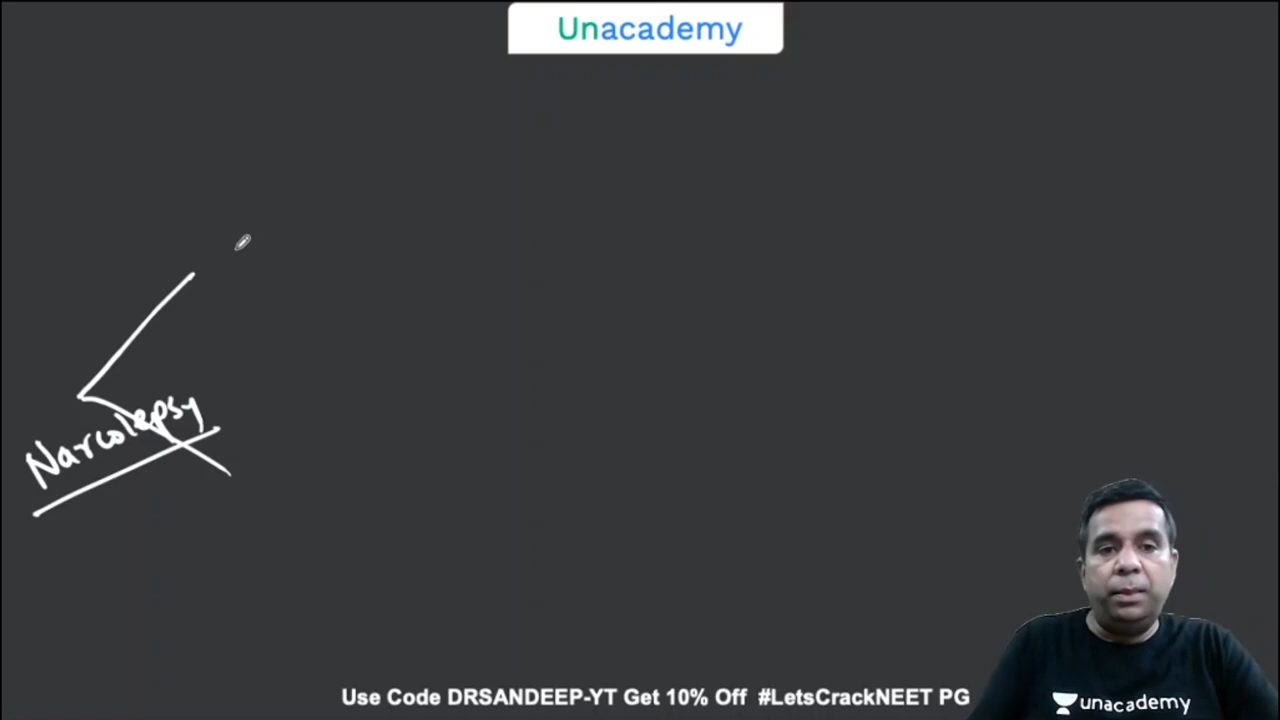 Unacademy
Narcolepsy
Use Code DRSANDEEP-YT Get 10% Off #LetsCrackNEET PG
unacademy